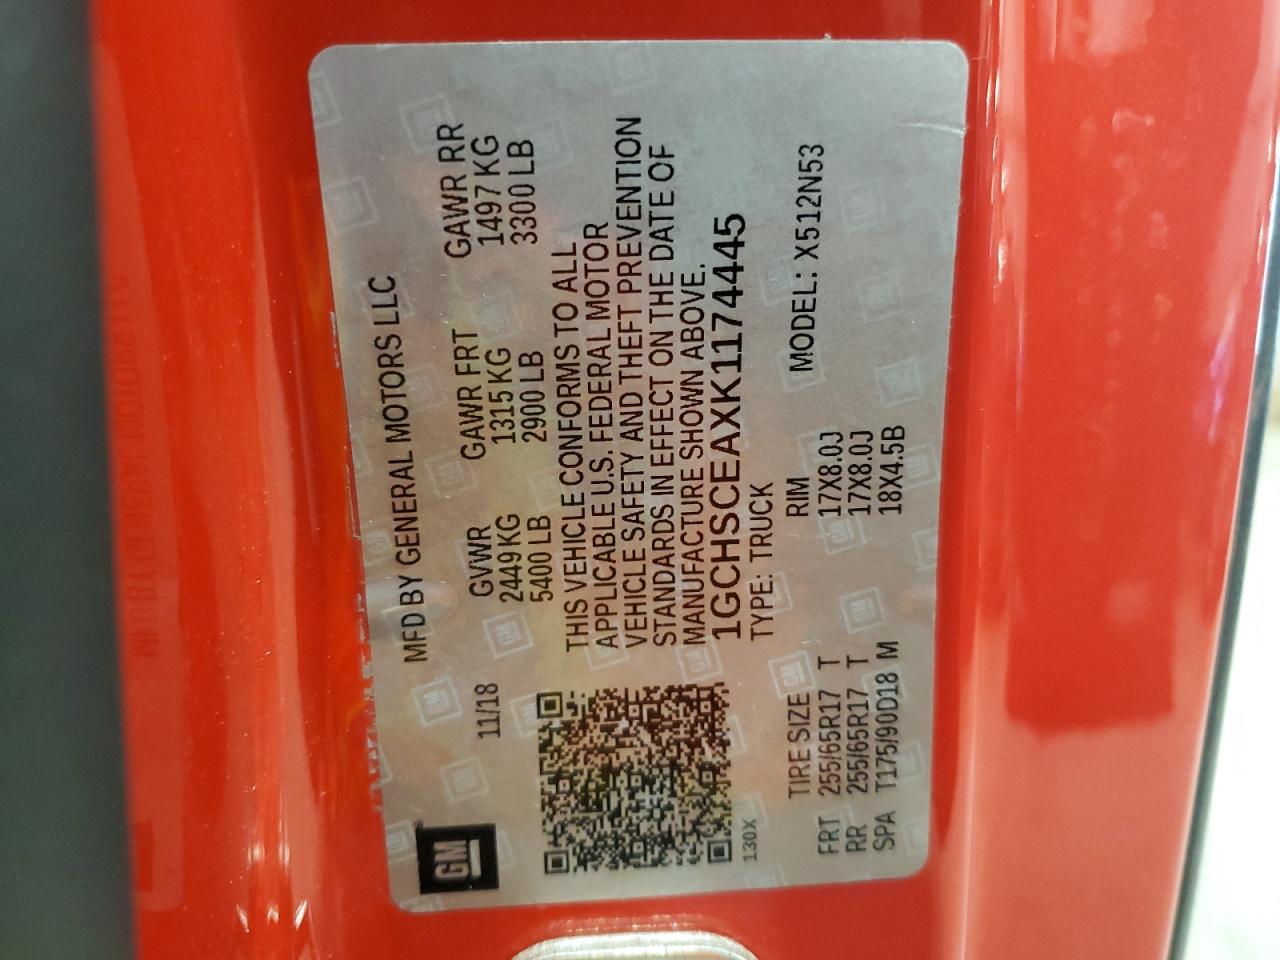 GM
MFD BY GENERAL MOTORS LLC
11/18
GVWR GAWR FRT GAWR RR
2449 KG 1315 KG 1497 KG
5400 LB 2900 LB 3300 LB
THIS VEHICLE CONFORMS TO ALL
APPLICABLE U.S. FEDERAL MOTOR
VEHICLE SAFETY AND THEFT PREVENTION
STANDARDS IN EFFECT ON THE DATE OF
MANUFACTURE SHOWN ABOVE.
1GCHSCEAXK1174445
130X
TYPE: TRUCK
MODEL: X512N53
TIRE SIZE RIM
FRT 255/65R17 T 17X8.0J
RR 255/65R17 T 17X8.0J
SPA T175/90D18 M 18X4.5B